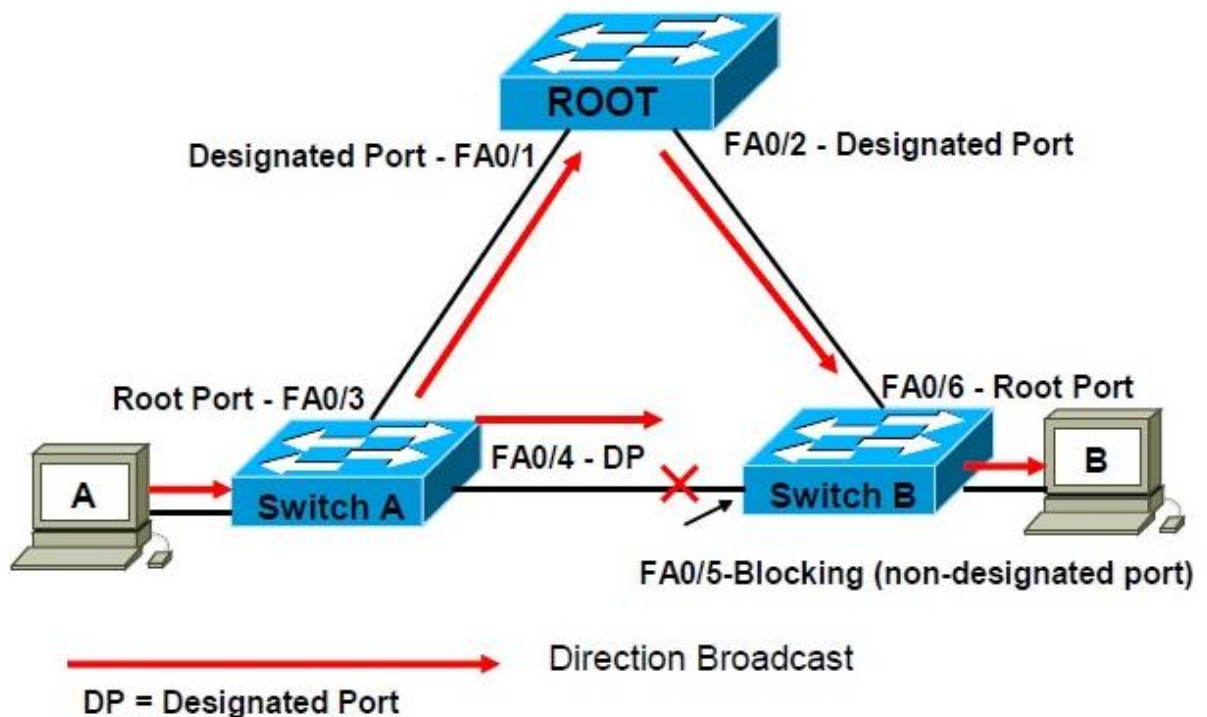 ROOT
Designated Port - FA0/1
FA0/2 - Designated Port
Root Port - FA0/3
FA0/6 - Root Port
A
Switch A
FA0/4 - DP
Switch B
B
FA0/5-Blocking (non-designated port)
Direction Broadcast
DP = Designated Port